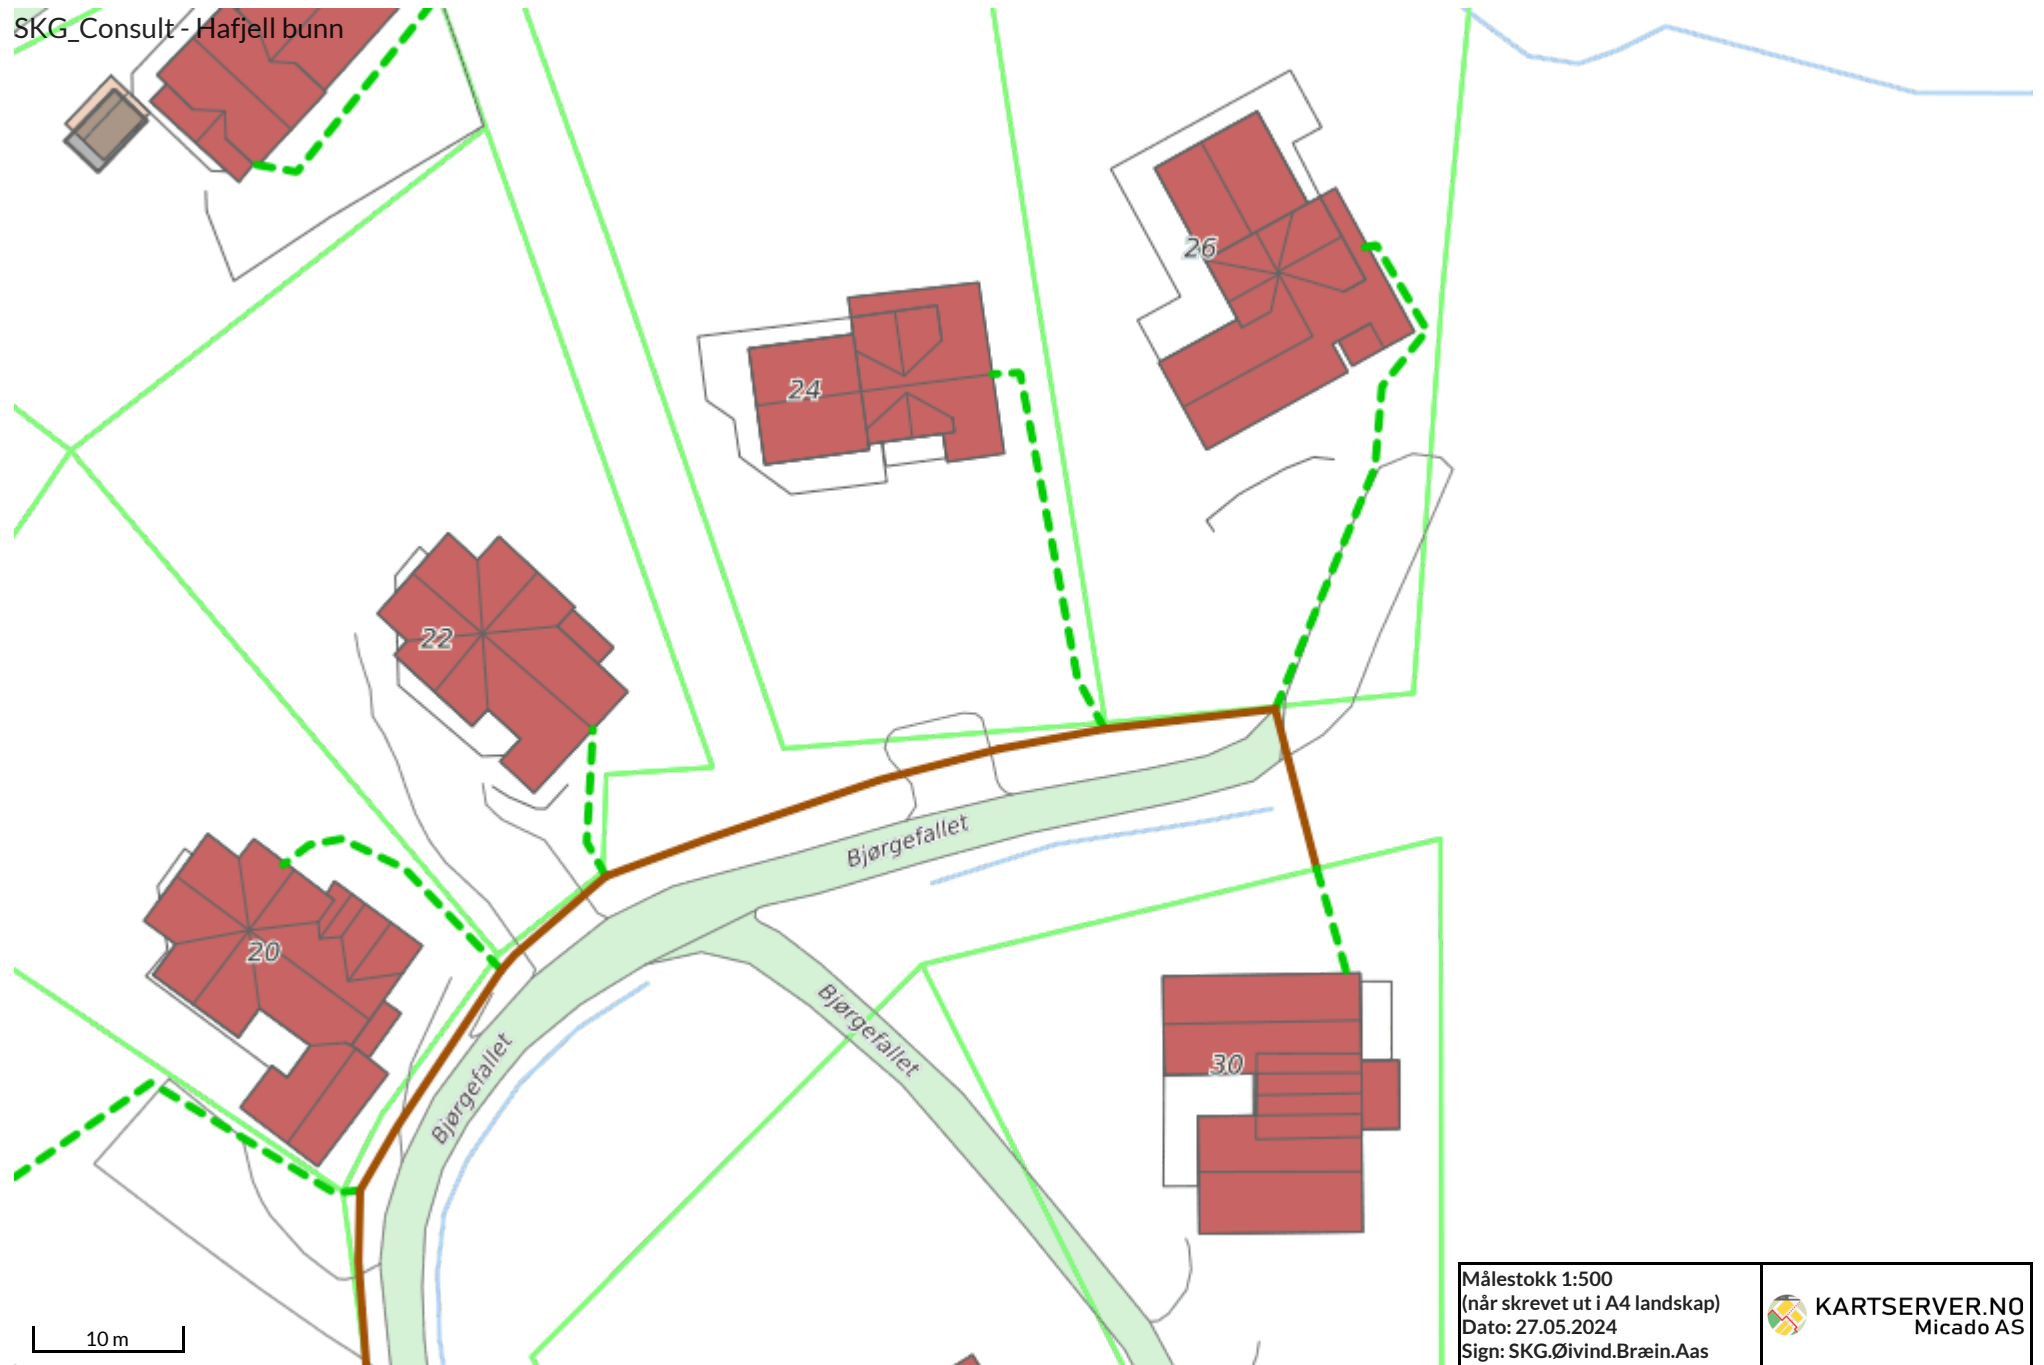 SKG_Consult - Hafjell bunn
26
24
22
20
Bjørgefallet
Bjørgefallet
Bjørgefallet
30
10 m
Målestokk 1:500
(når skrevet ut i A4 landskap)
Dato: 27.05.2024
Sign: SKG.Øivind.Bræin.Aas
KARTSERVER.NO
Micado AS